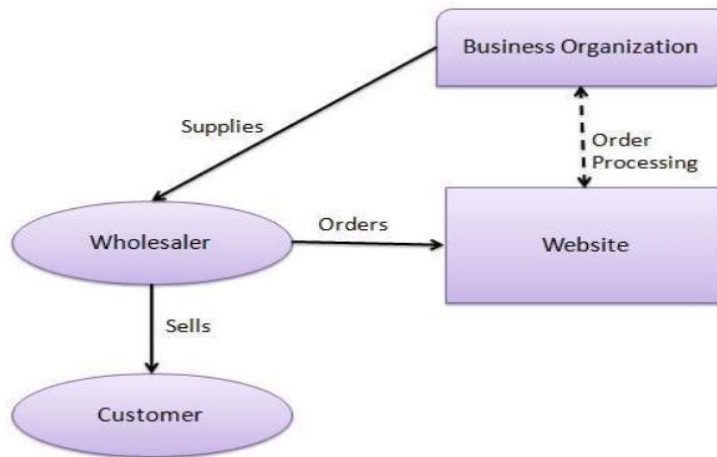 Business Organization
Supplies
Order
Processing
Wholesaler
Orders
Website
Sells
Customer